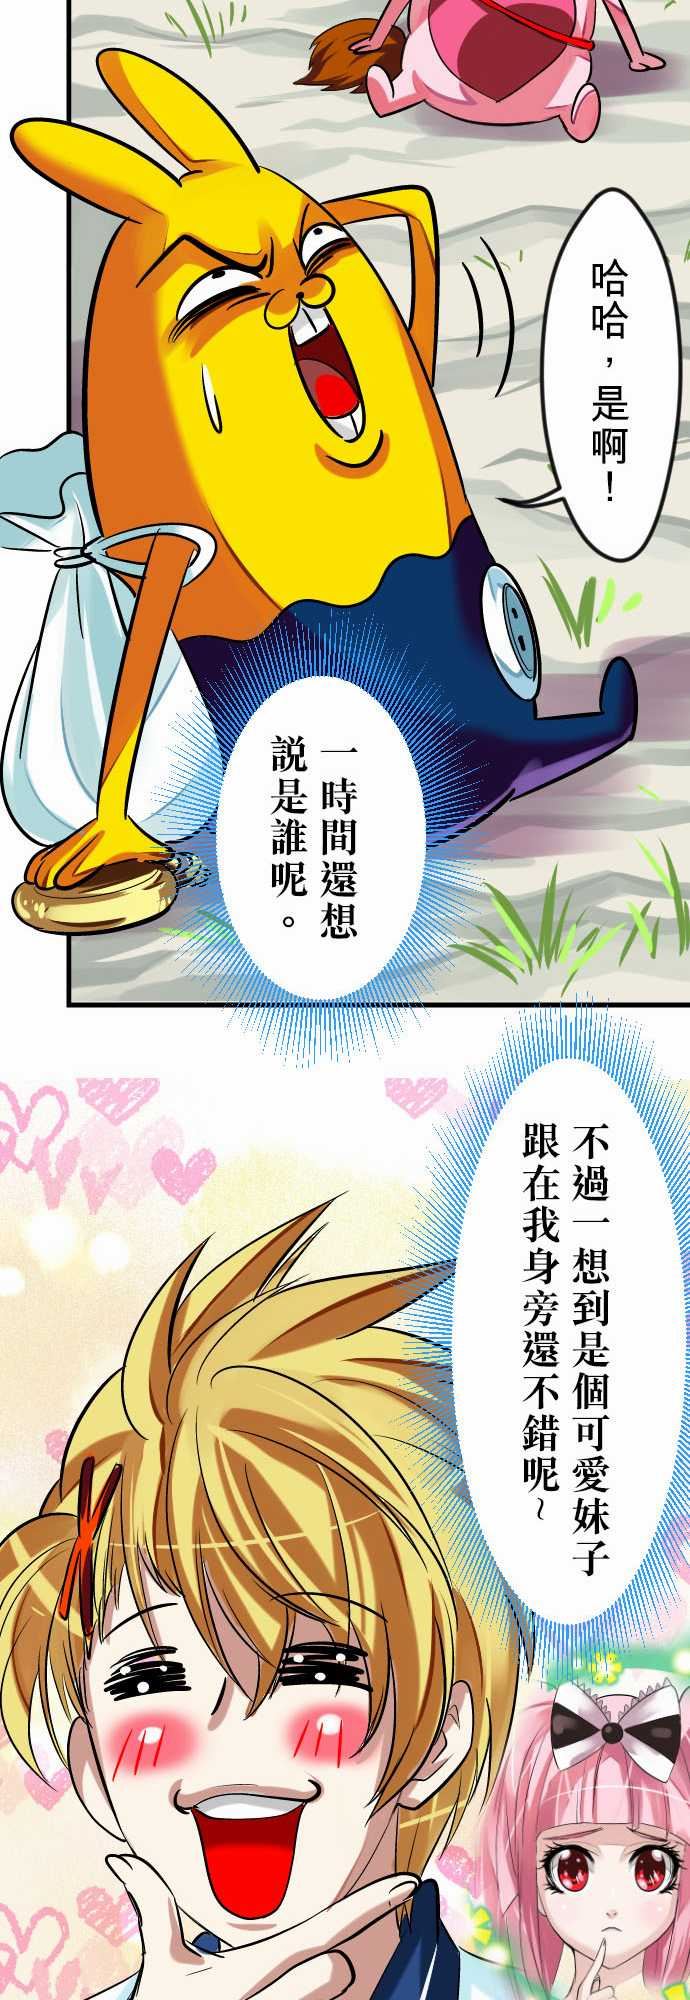 哈哈，是啊！
一時間還想
說是誰呢。
不過一想到是個可愛妹子
跟在我身旁還不錯呢~